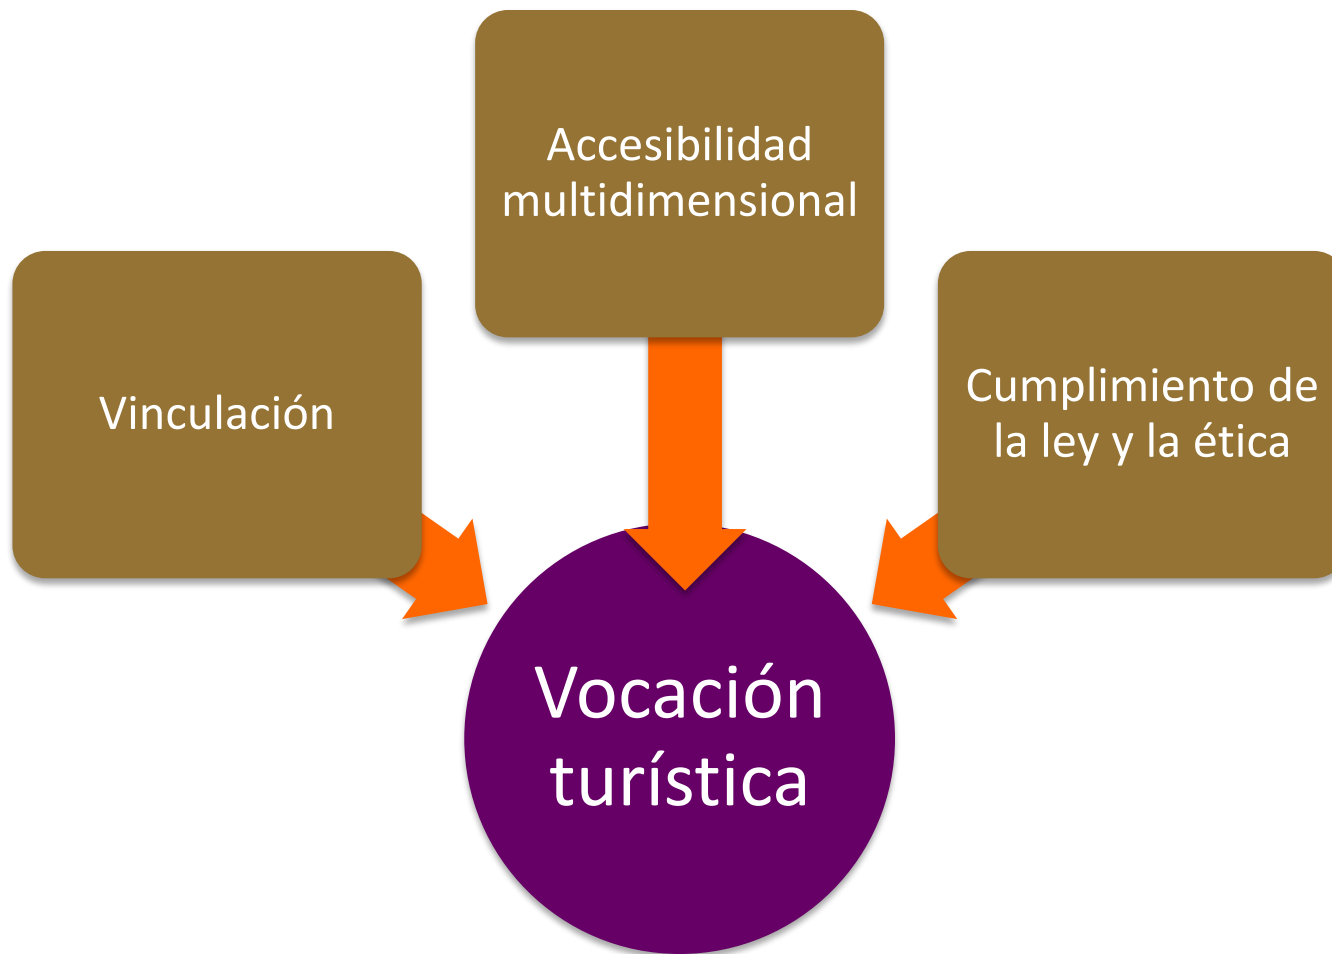 Accesibilidad
multidimensional
Vinculación
Cumplimiento de
la ley y la ética
Vocación
turística